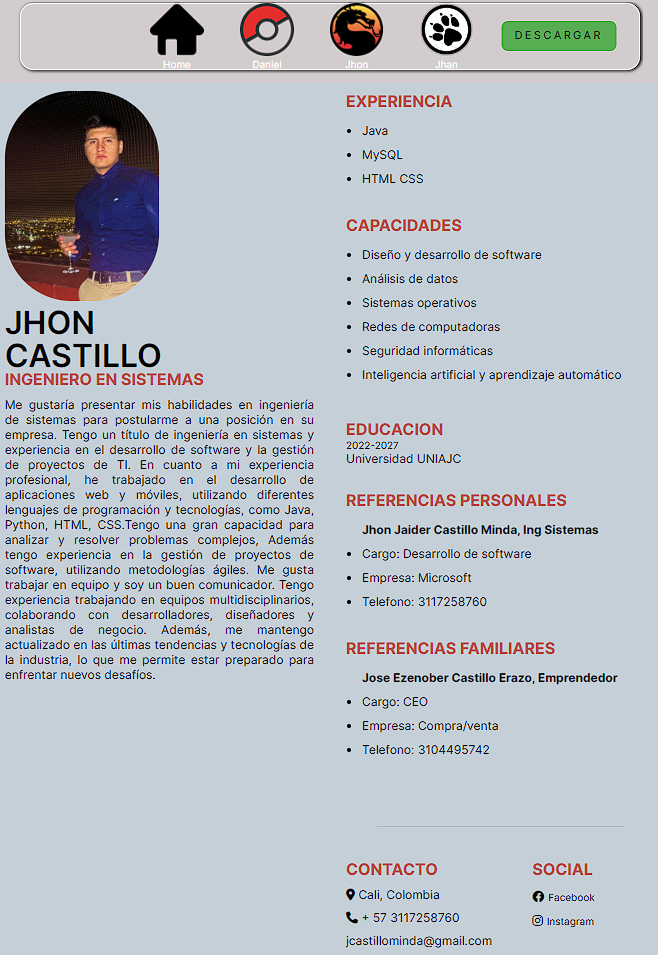 Home
Daniel
Jhon
Jhan
DESCARGAR
JHON
CASTILLO
INGENIERO EN SISTEMAS
Me gustaría presentar mis habilidades en ingeniería
de sistemas para postularme a una posición en su
empresa. Tengo un título de ingeniería en sistemas y
experiencia en el desarrollo de software y la gestión
de proyectos de TI. En cuanto a mi experiencia
profesional, he trabajado en el desarrollo de
aplicaciones web y móviles, utilizando diferentes
lenguajes de programación y tecnologías, como Java,
Python, HTML, CSS.Tengo una gran capacidad para
analizar y resolver problemas complejos, Además
tengo experiencia en la gestión de proyectos de
software, utilizando metodologías ágiles. Me gusta
trabajar en equipo y soy un buen comunicador. Tengo
experiencia trabajando en equipos multidisciplinarios,
colaborando con desarrolladores, diseñadores y
analistas de negocio. Además, me mantengo
actualizado en las últimas tendencias y tecnologías de
la industria, lo que me permite estar preparado para
enfrentar nuevos desafíos.
EXPERIENCIA
• Java
• MySQL
• HTML CSS
CAPACIDADES
• Diseño y desarrollo de software
• Análisis de datos
• Sistemas operativos
• Redes de computadoras
• Seguridad informáticas
• Inteligencia artificial y aprendizaje automático
EDUCACION
2022-2027
Universidad UNIAJC
REFERENCIAS PERSONALES
Jhon Jaider Castillo Minda, Ing Sistemas
• Cargo: Desarrollo de software
• Empresa: Microsoft
• Telefono: 3117258760
REFERENCIAS FAMILIARES
Jose Ezenober Castillo Erazo, Emprendedor
• Cargo: CEO
• Empresa: Compra/venta
• Telefono: 3104495742
CONTACTO
Cali, Colombia
+ 57 3117258760
jcastillominda@gmail.com
SOCIAL
Facebook
Instagram